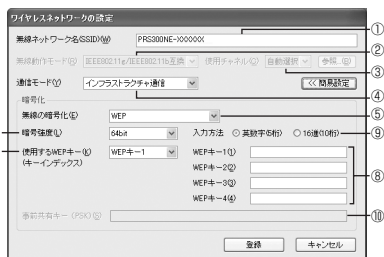 ワイヤレスネットワークの設定
①
無線ネットワーク名(SSID)(W) PRS300NE-XXXXXX
②
無線動作モード(B) IEEE802.11g/IEEE802.11b互換 使用チャネル(C) 自動選択 参照...(B)
③
通信モード(Y) インフラストラクチャ通信 << 簡易設定
④
暗号化
無線の暗号化(E) WEP ⑤
暗号強度(L) 64bit 入力方法 英数字(5桁) 16進(10桁) ⑨
使用するWEPキー(K) WEPキー1 WEPキー1(1)
(キーインデックス) WEPキー2(2)
⑧
WEPキー3(3)
WEPキー4(4)
事前共有キー (PSK)(S) ⑩
登録 キャンセル